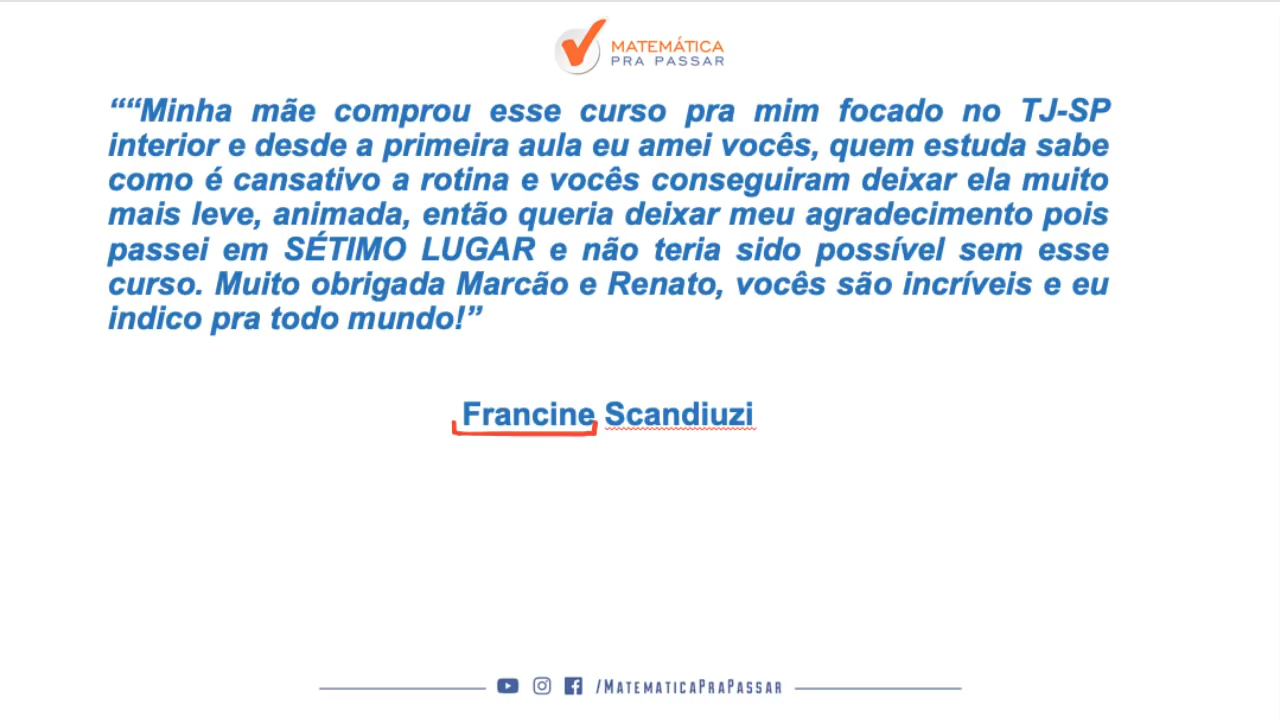 MATEMÁTICA
PRA PASSAR
““Minha mãe comprou esse curso pra mim focado no TJ-SP
interior e desde a primeira aula eu amei vocês, quem estuda sabe
como é cansativo a rotina e vocês conseguiram deixar ela muito
mais leve, animada, então queria deixar meu agradecimento pois
passei em SÉTIMO LUGAR e não teria sido possível sem esse
curso. Muito obrigada Marcão e Renato, vocês são incríveis e eu
indico pra todo mundo!”
Francine Scandiuzi
/MATEMATICAPRAPASSAR